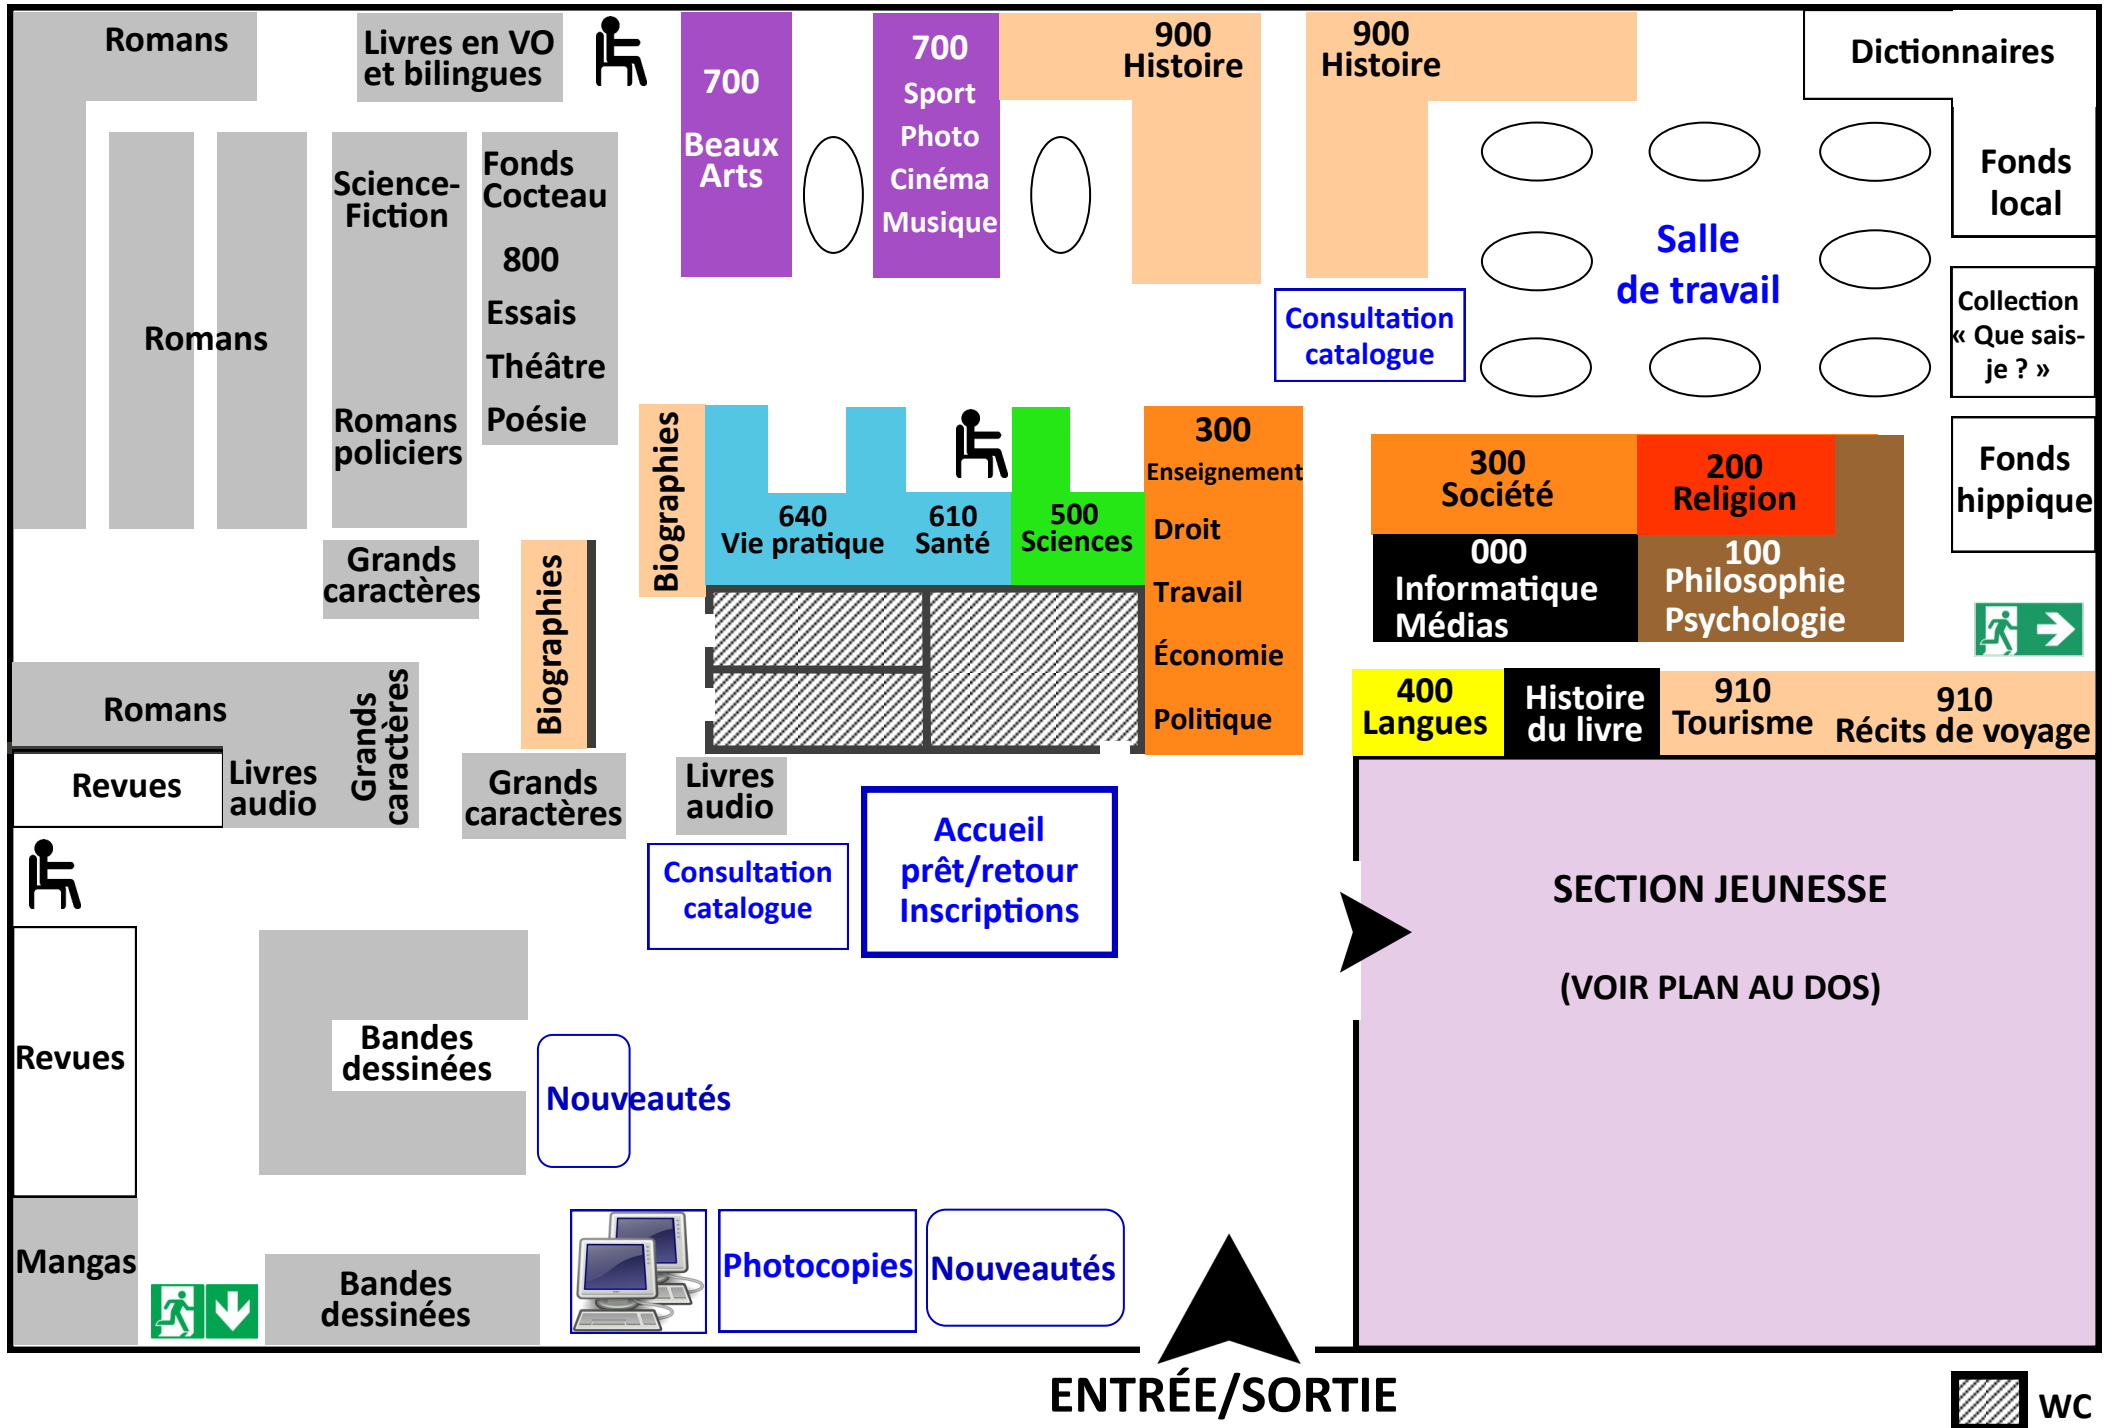 Romans
Livres en VO
et bilingues
700
Beaux
Arts
700
Sport
Photo
Cinéma
Musique
900
Histoire
900
Histoire
Dictionnaires
Fonds
local
Science-
Fiction
Romans
policiers
Fonds
Cocteau
800
Essais
Théâtre
Poésie
Romans
Salle
de travail
Consultation
catalogue
Collection
« Que sais-
je ? »
Fonds
hippique
Biographies
640
Vie pratique
610
Santé
500
Sciences
300
Enseignement
Droit
Travail
Économie
Politique
300
Société
200
Religion
000
Informatique
Médias
100
Philosophie
Psychologie
Grands
caractères
Biographies
Romans
Grands
caractères
Revues
Livres
audio
Grands
caractères
Livres
audio
400
Langues
Histoire
du livre
910
Tourisme
910
Récits de voyage
Consultation
catalogue
Accueil
prêt/retour
Inscriptions
SECTION JEUNESSE
(VOIR PLAN AU DOS)
Revues
Bandes
dessinées
Nouveautés
Mangas
Bandes
dessinées
Photocopies
Nouveautés
ENTRÉE/SORTIE
WC